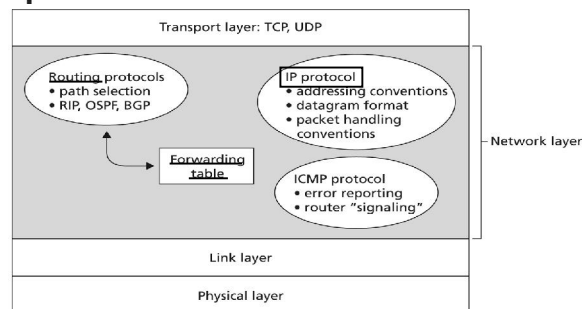 Transport layer: TCP, UDP
Routing protocols
• path selection
• RIP, OSPF, BGP
IP protocol
• addressing conventions
• datagram format
• packet handling
conventions
Forwarding
table
ICMP protocol
• error reporting
• router “signaling”
Network layer
Link layer
Physical layer